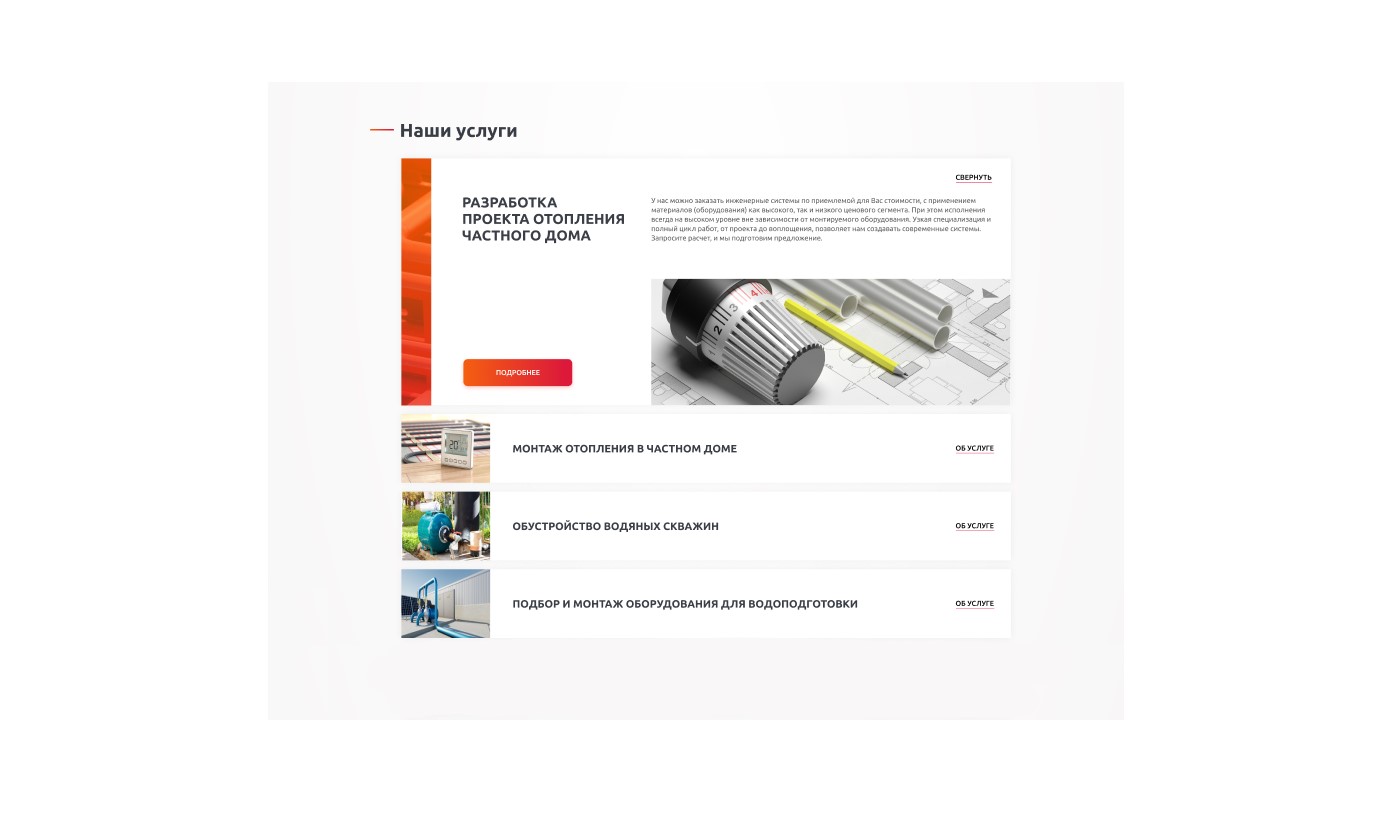 Наши услуги
СВЕРНУТЬ
РАЗРАБОТКА
ПРОЕКТА ОТОПЛЕНИЯ
ЧАСТНОГО ДОМА
У нас можно заказать инженерные системы по приемлемой для Вас стоимости, с применением
материалов (оборудования) как высокого, так и низкого ценового сегмента. При этом исполнения
всегда на высоком уровне вне зависимости от монтируемого оборудования. Узкая специализация и
полный цикл работ, от проекта до воплощения, позволяет нам создавать современные системы.
Запросите расчет, и мы подготовим предложение.
2 3 4
ПОДРОБНЕЕ
20
МОНТАЖ ОТОПЛЕНИЯ В ЧАСТНОМ ДОМЕ
ОБ УСЛУГЕ
ОБУСТРОЙСТВО ВОДЯНЫХ СКВАЖИН
ОБ УСЛУГЕ
ПОДБОР И МОНТАЖ ОБОРУДОВАНИЯ ДЛЯ ВОДОПОДГОТОВКИ
ОБ УСЛУГЕ